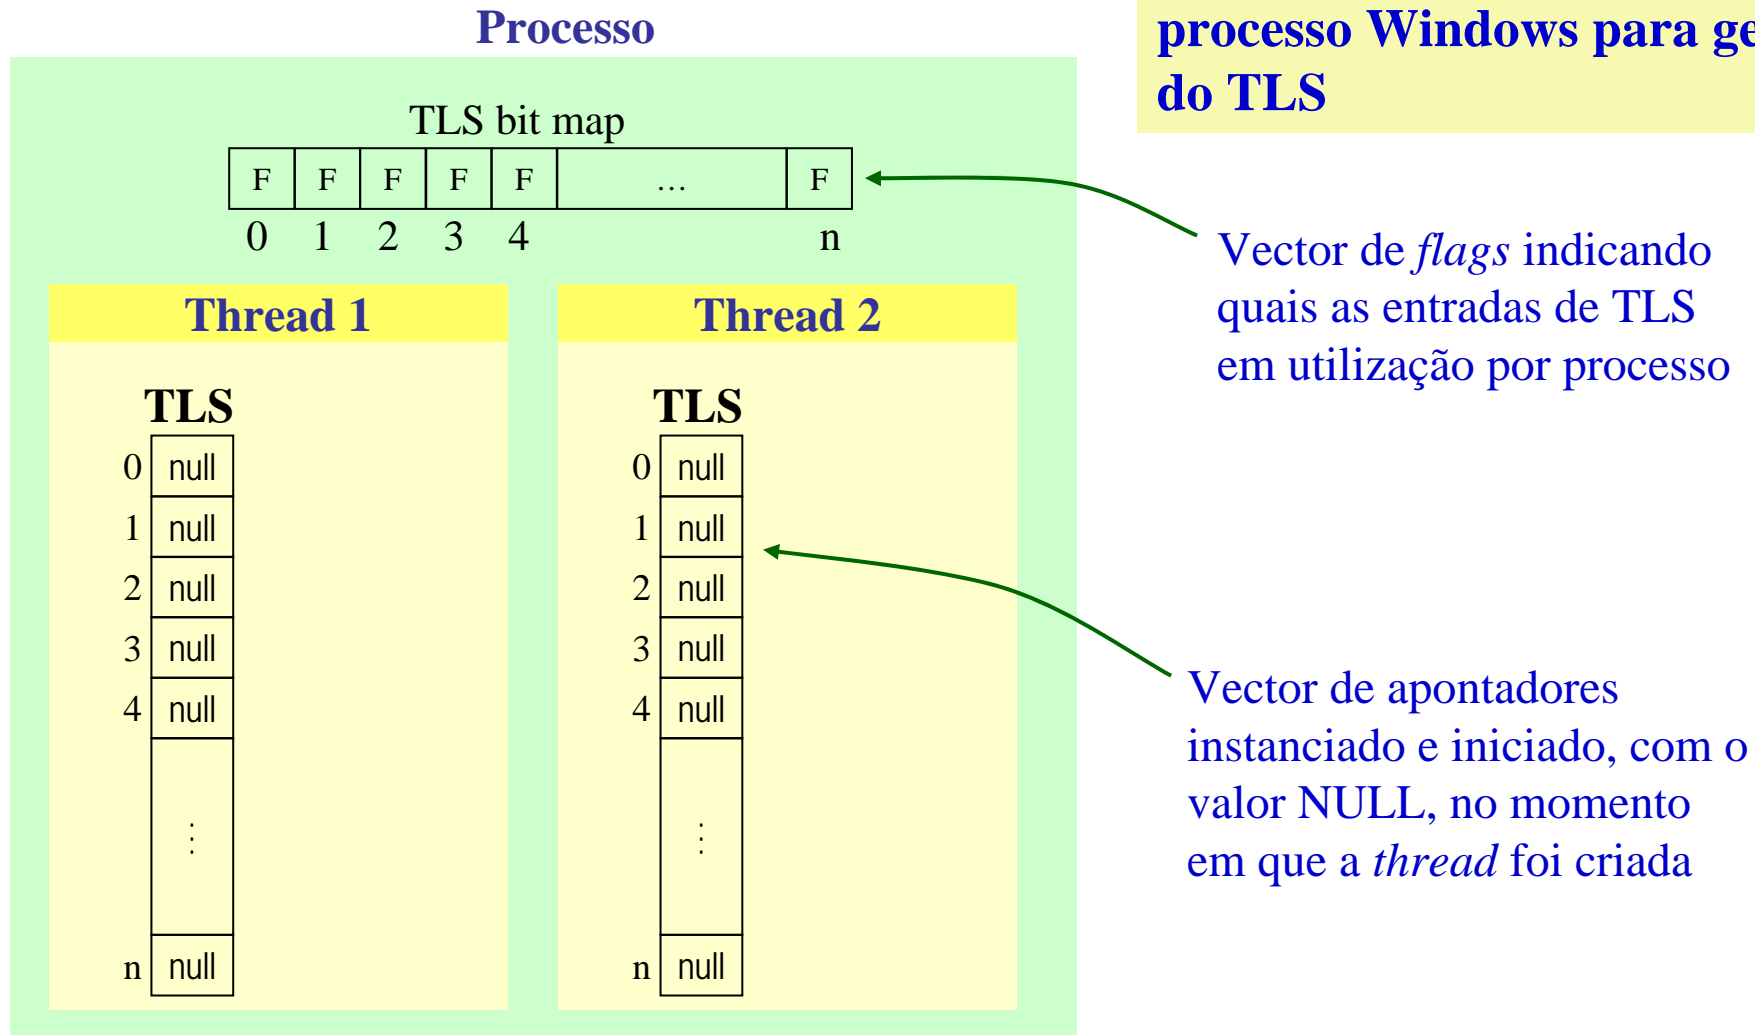 Processo
processo Windows para ge
do TLS
TLS bit map
F F F F F ... F
0 1 2 3 4 n
Vector de flags indicando
quais as entradas de TLS
em utilização por processo
Thread 1
TLS
0 null
1 null
2 null
3 null
4 null
⋮
n null
Thread 2
TLS
0 null
1 null
2 null
3 null
4 null
⋮
n null
Vector de apontadores
instanciado e iniciado, com o
valor NULL, no momento
em que a thread foi criada